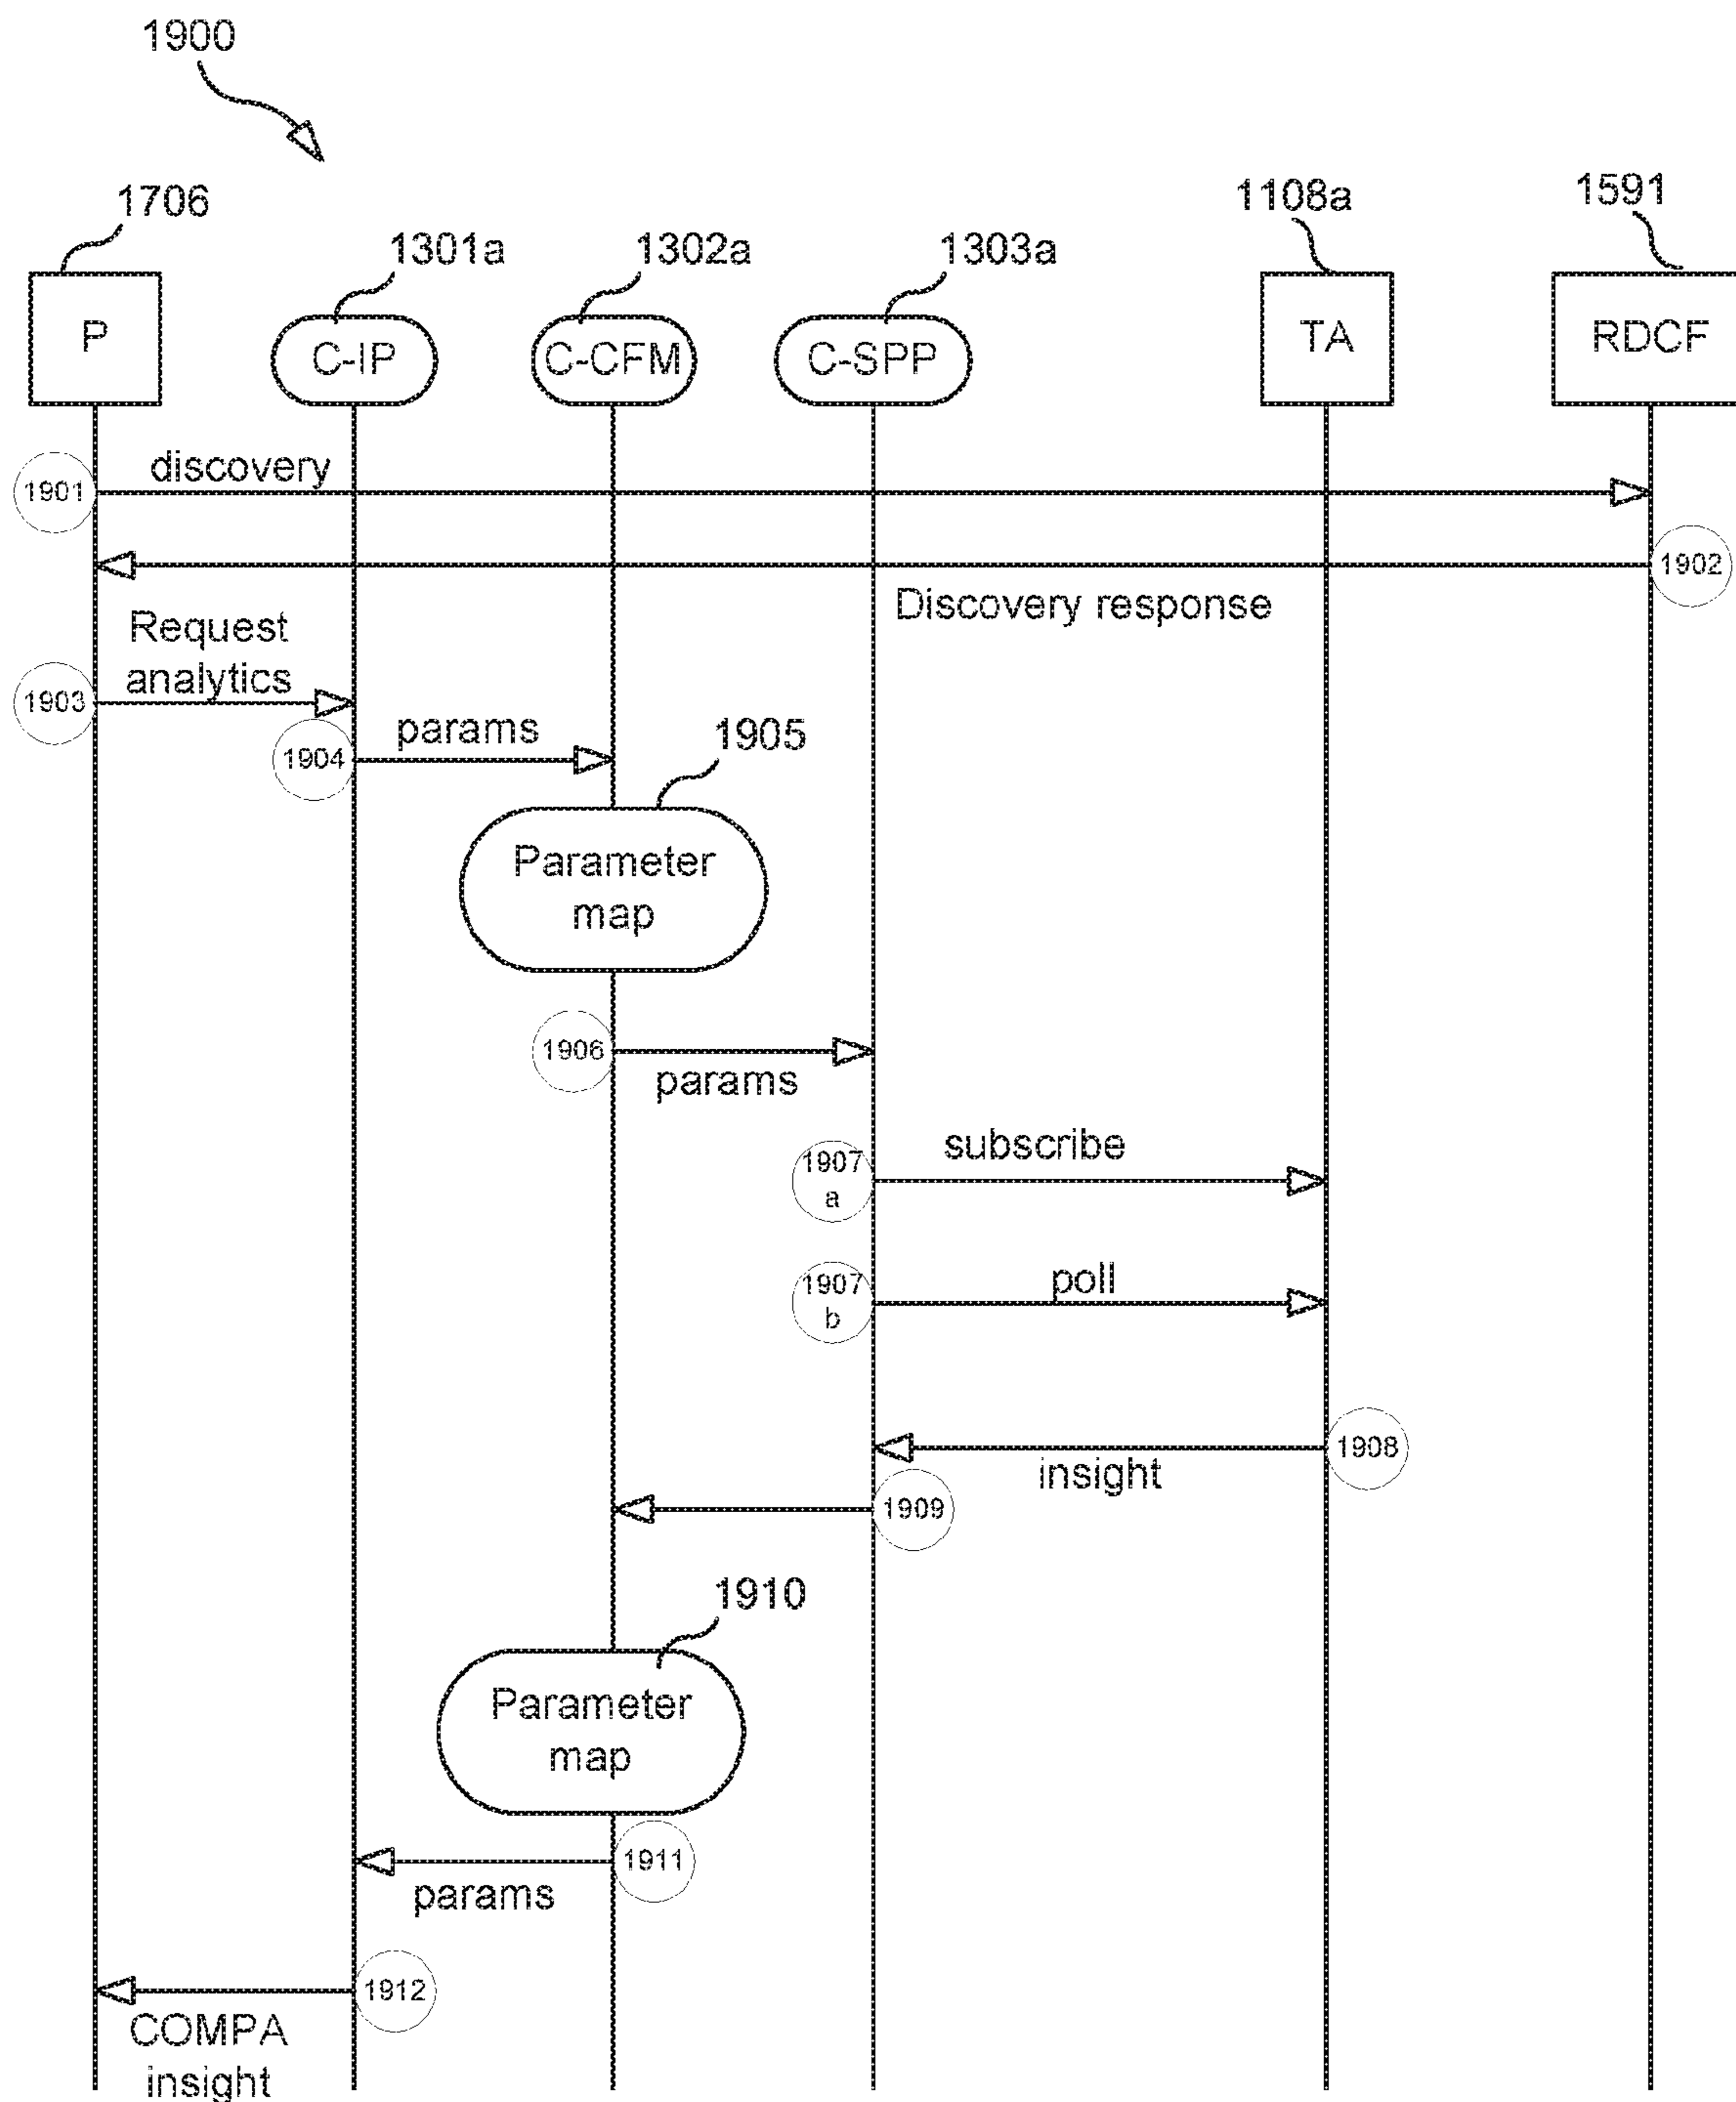 1900
1706
1301a
1302a
1303a
1108a
1591
P
C-IP
C-CFM
C-SPP
TA
RDCF
1901
discovery
1902
Discovery response
Request
analytics
1903
1904
params
1905
Parameter
map
1906
params
1907
a
subscribe
1907
b
poll
1908
insight
1909
1910
Parameter
map
1911
params
1912
COMPA
insight